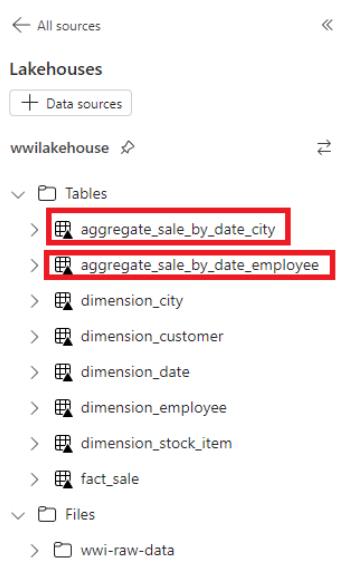 All sources
Lakehouses
Data sources
wwilakehouse
Tables
aggregate_sale_by_date_city
aggregate_sale_by_date_employee
dimension_city
dimension_customer
dimension_date
dimension_employee
dimension_stock_item
fact_sale
Files
wwi-raw-data